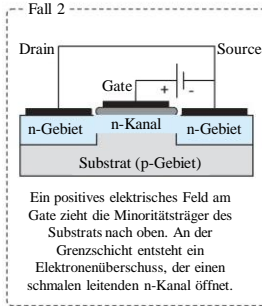 Fall 2
Drain
Source
Gate
+ -
n-Gebiet
n-Kanal
n-Gebiet
Substrat (p-Gebiet)
Ein positives elektrisches Feld am
Gate zieht die Minoritätsträger des
Substrats nach oben. An der
Grenzschicht entsteht ein
Elektronenüberschuss, der einen
schmalen leitenden n-Kanal öffnet.